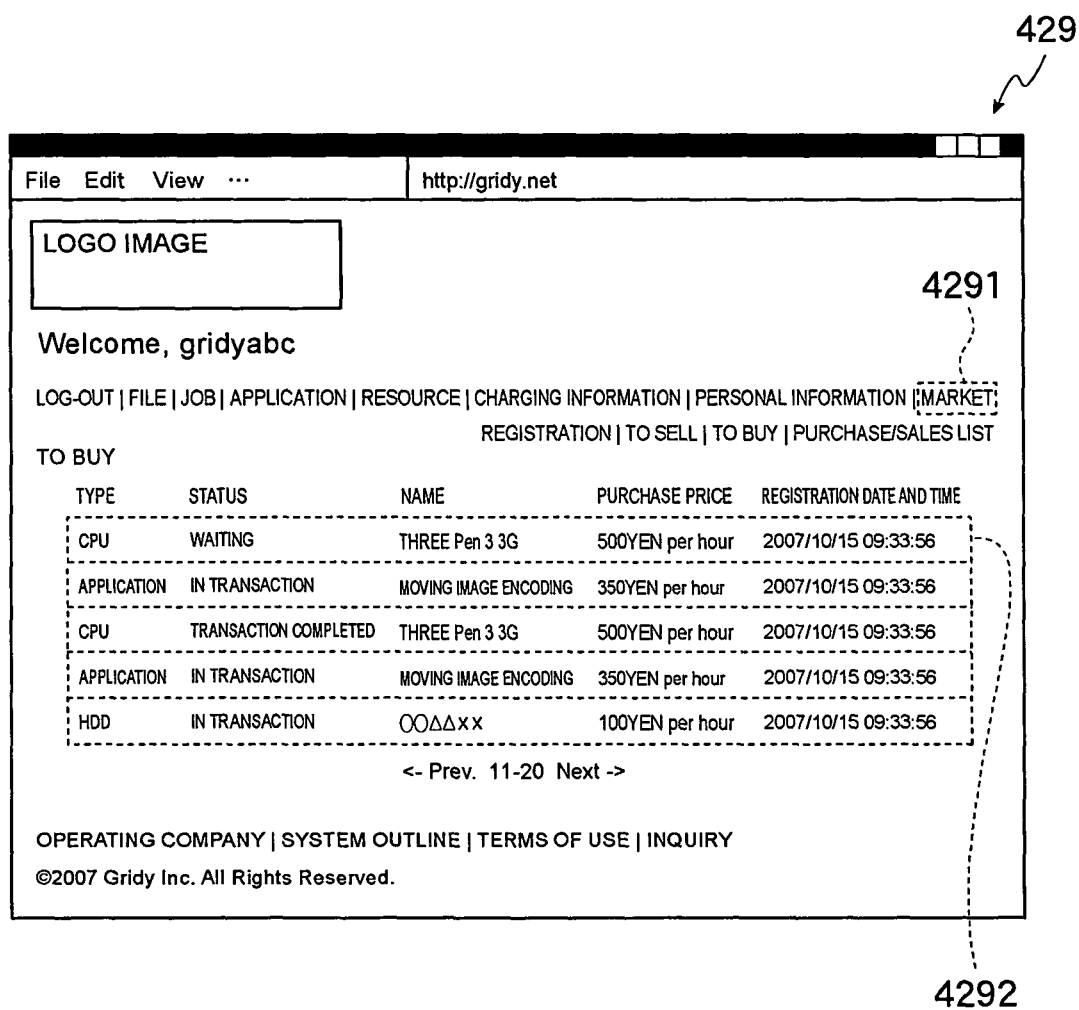 429
File Edit View ... http://gridy.net
LOGO IMAGE
4291
Welcome, gridyabc
LOG-OUT | FILE | JOB | APPLICATION | RESOURCE | CHARGING INFORMATION | PERSONAL INFORMATION | MARKET
REGISTRATION | TO SELL | TO BUY | PURCHASE/SALES LIST
TO BUY
TYPE STATUS NAME PURCHASE PRICE REGISTRATION DATE AND TIME
CPU WAITING THREE Pen 3 3G 500YEN per hour 2007/10/15 09:33:56
APPLICATION IN TRANSACTION MOVING IMAGE ENCODING 350YEN per hour 2007/10/15 09:33:56
CPU TRANSACTION COMPLETED THREE Pen 3 3G 500YEN per hour 2007/10/15 09:33:56
APPLICATION IN TRANSACTION MOVING IMAGE ENCODING 350YEN per hour 2007/10/15 09:33:56
HDD IN TRANSACTION ○○△△×× 100YEN per hour 2007/10/15 09:33:56
<- Prev. 11-20 Next ->
OPERATING COMPANY | SYSTEM OUTLINE | TERMS OF USE | INQUIRY
©2007 Gridy Inc. All Rights Reserved.
4292